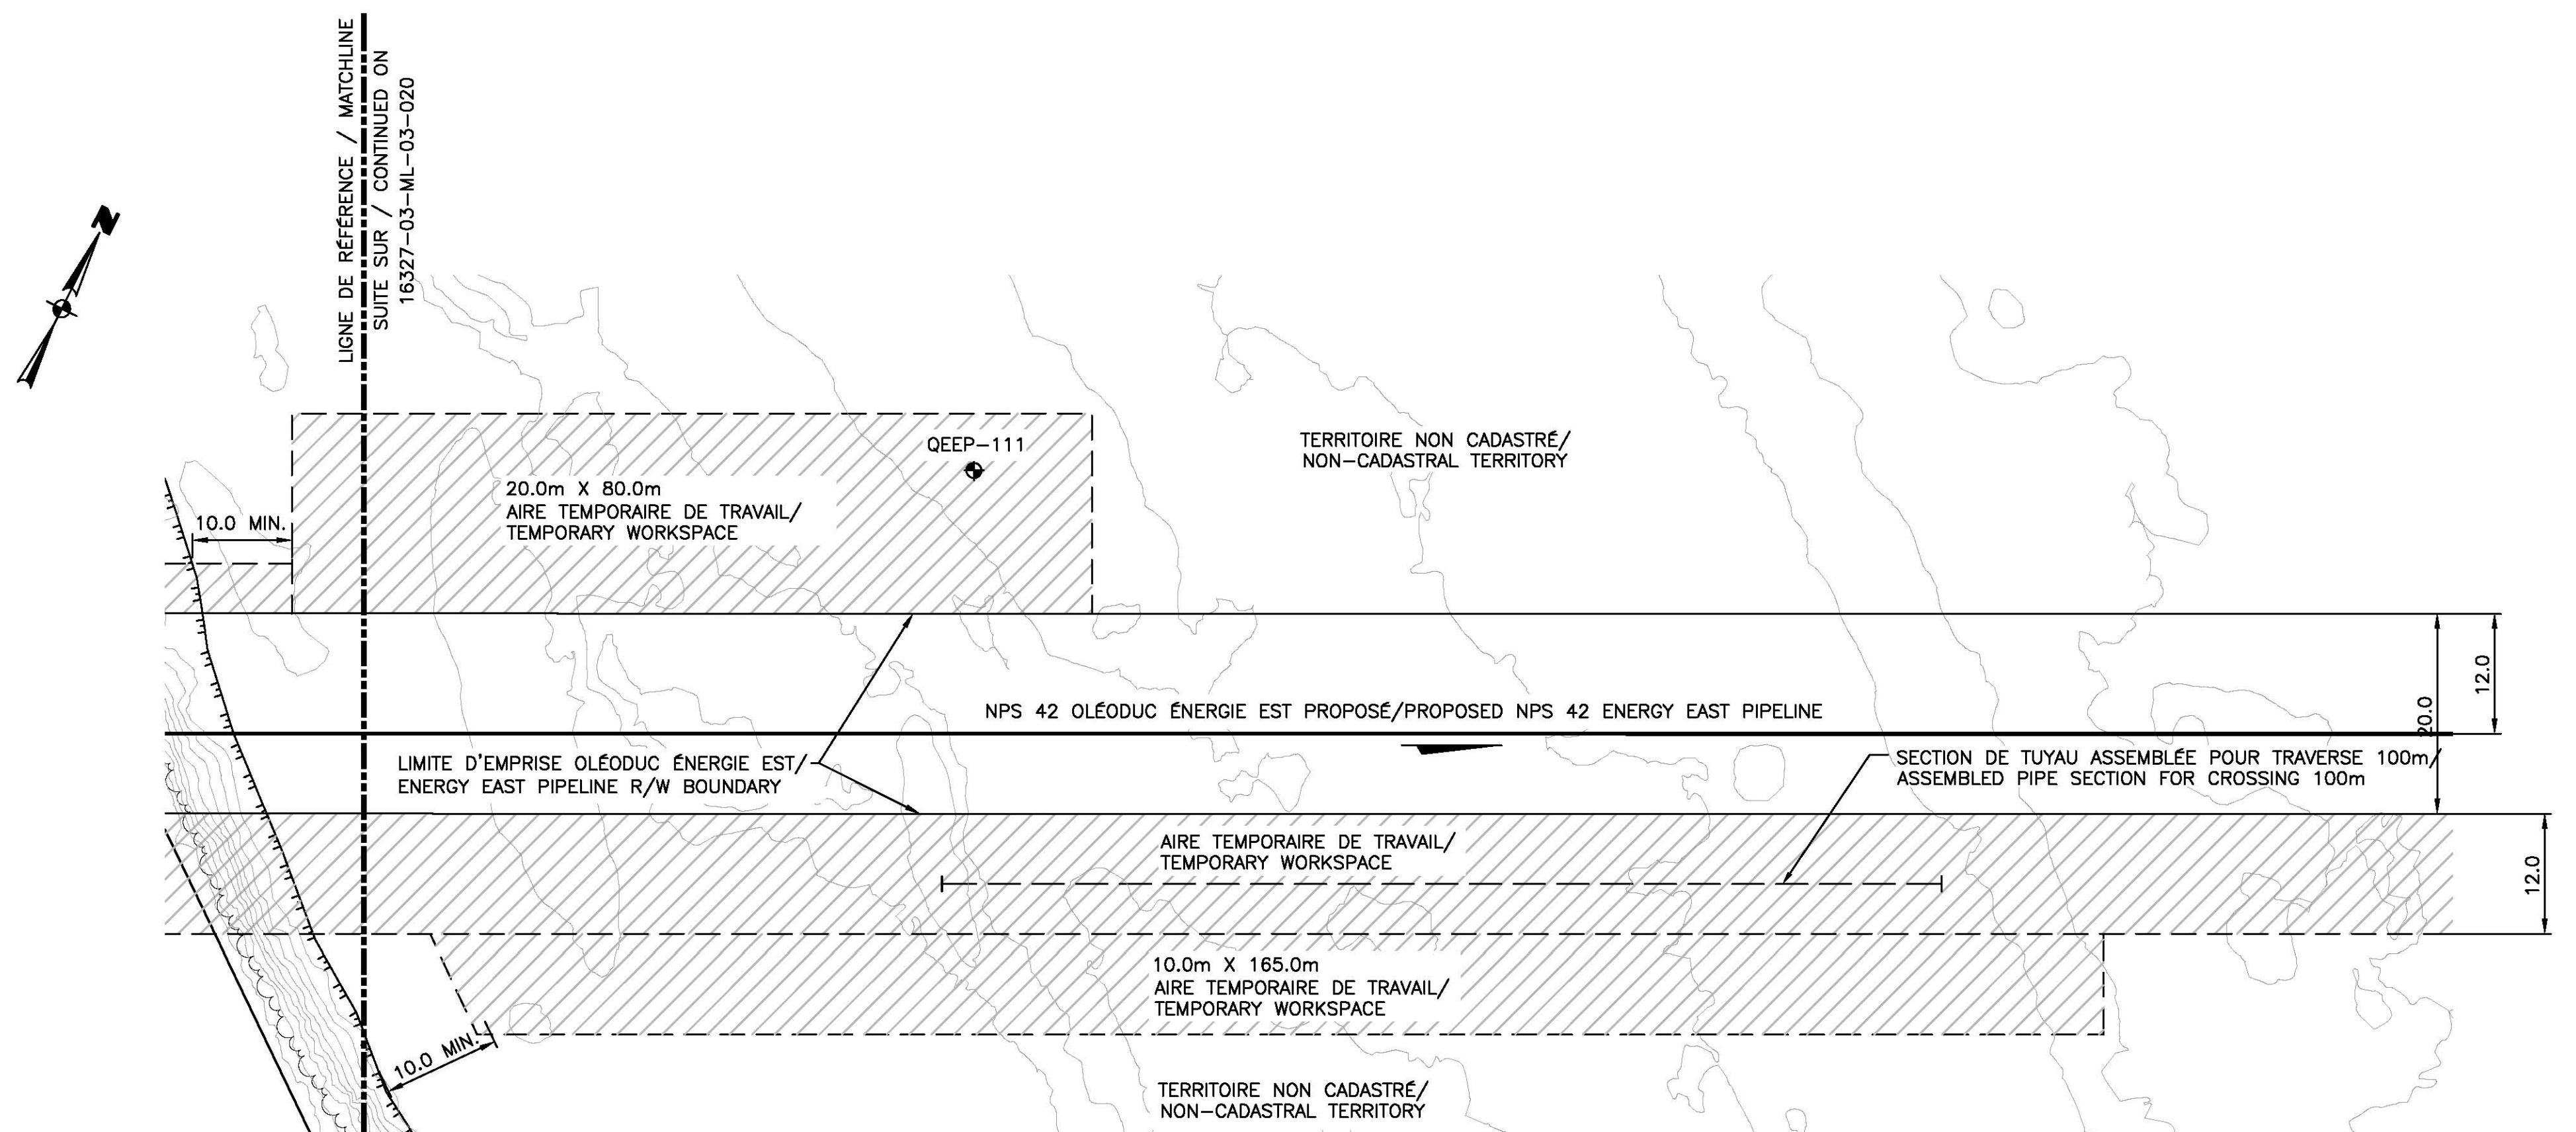 LIGNE DE RÉFÉRENCE / MATCHLINE
SUITE SUR / CONTINUED ON
16327-03-ML-03-020
N
QEEP-111
20.0m X 80.0m
AIRE TEMPORAIRE DE TRAVAIL/
TEMPORARY WORKSPACE
10.0 MIN.
TERRITOIRE NON CADASTRÉ/
NON-CADASTRAL TERRITORY
NPS 42 OLÉODUC ÉNERGIE EST PROPOSÉ/PROPOSED NPS 42 ENERGY EAST PIPELINE
12.0
20.0
LIMITE D'EMPRISE OLÉODUC ÉNERGIE EST/
ENERGY EAST PIPELINE R/W BOUNDARY
SECTION DE TUYAU ASSEMBLÉE POUR TRAVERSE 100m/
ASSEMBLED PIPE SECTION FOR CROSSING 100m
AIRE TEMPORAIRE DE TRAVAIL/
TEMPORARY WORKSPACE
12.0
10.0m X 165.0m
AIRE TEMPORAIRE DE TRAVAIL/
TEMPORARY WORKSPACE
10.0 MIN.
TERRITOIRE NON CADASTRÉ/
NON-CADASTRAL TERRITORY